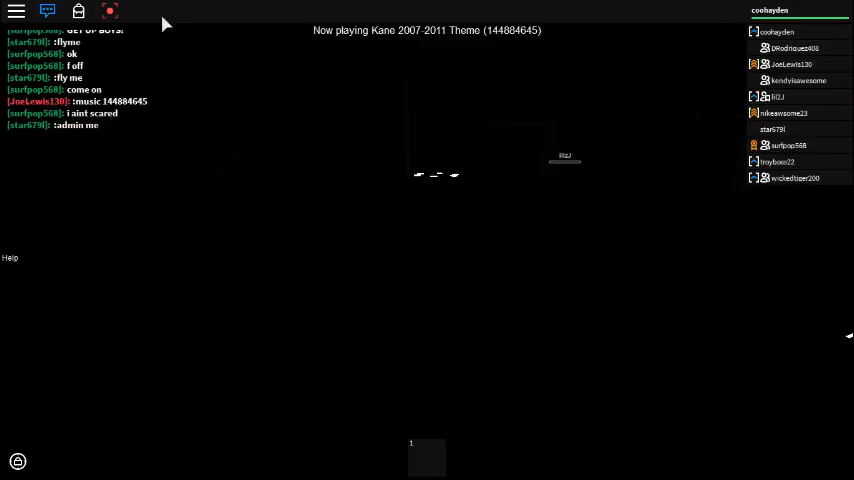 coohayden
[surfpop568]: GET UP BOYS!
Now playing Kane 2007-2011 Theme (144884645)
[star679l]: :flyme
[surfpop568]: ok
[surfpop568]: f off
[star679l]: :fly me
[surfpop568]: come on
[JoeLewis130]: :music 144884645
[surfpop568]: i aint scared
[star679l]: :admin me
coohayden
DRodriquez408
JoeLewis130
kendyisawesome
lil2J
nikeawsome23
star679l
surfpop568
troyboss22
wickedtiger200
lil2J
Help
1